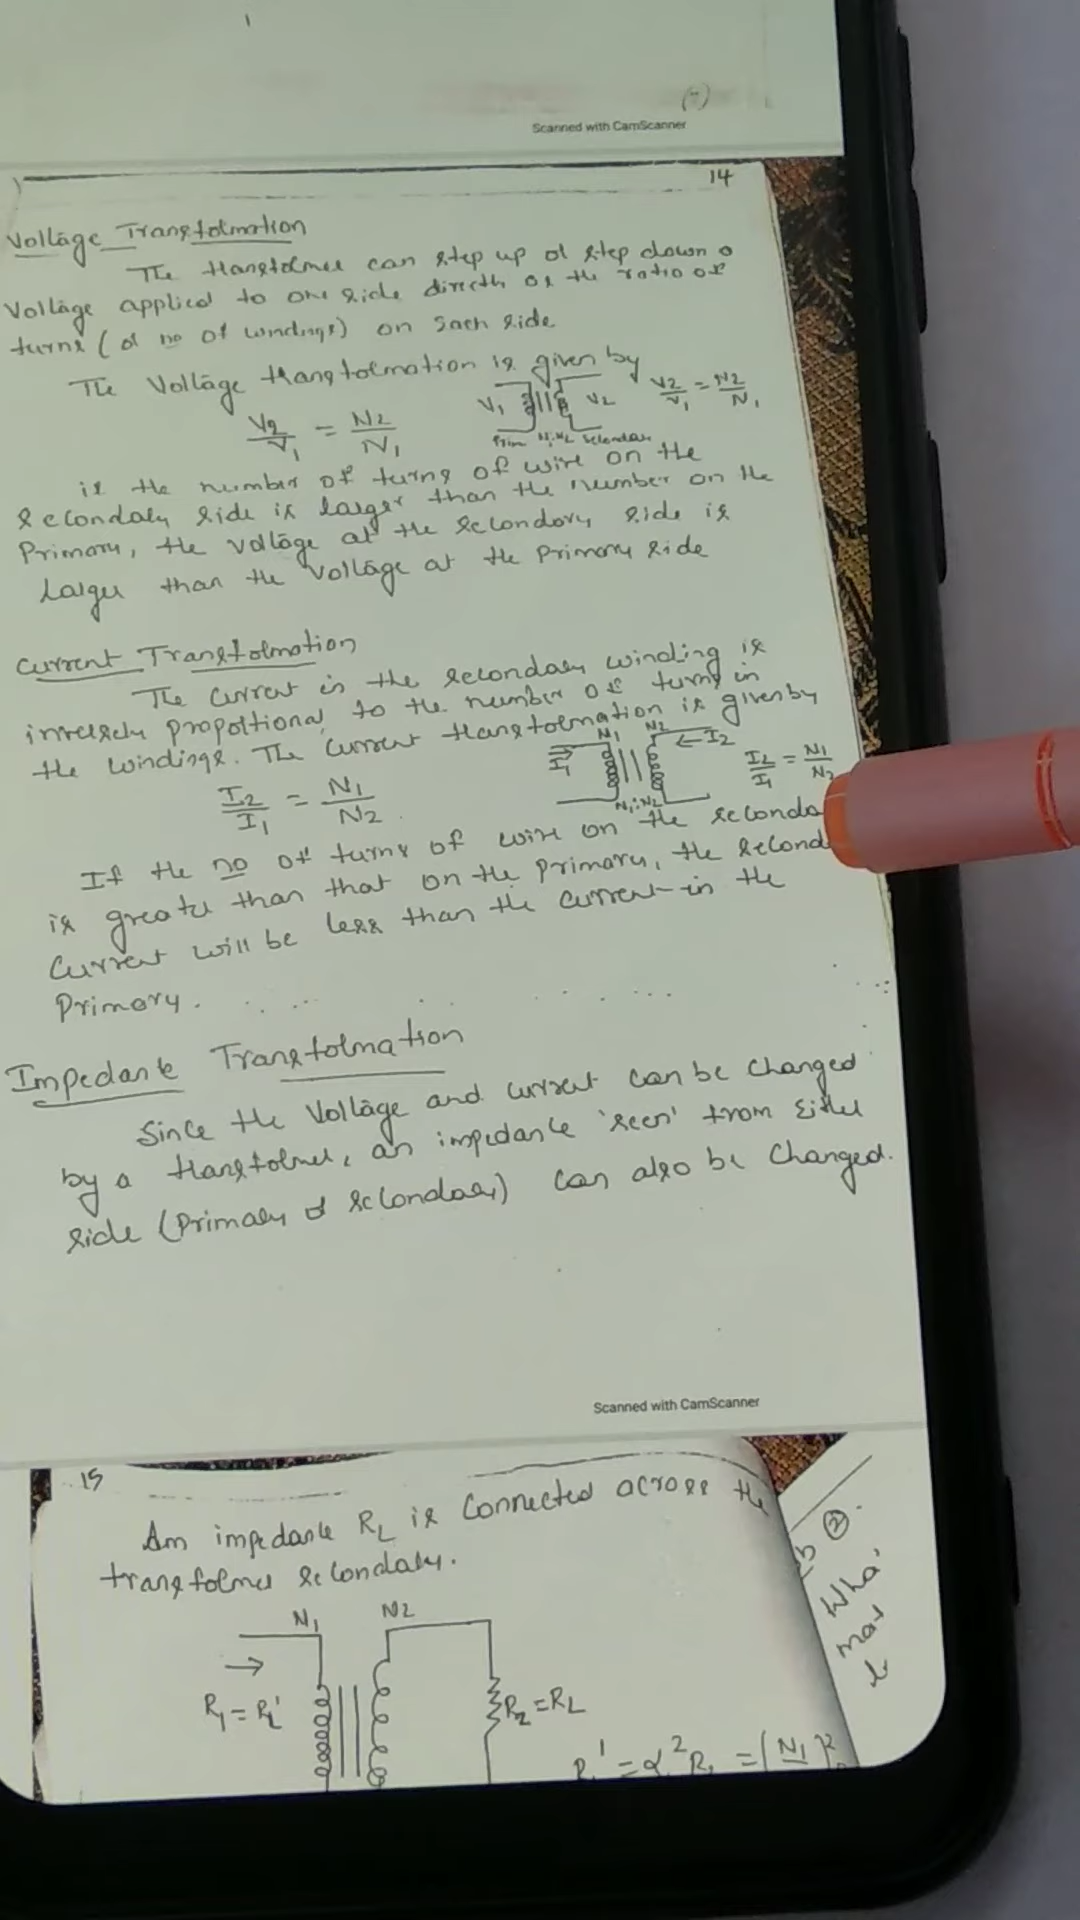 (7)
Scanned with CamScanner
14
Voltage Transformation
The transformer can step up or step down a
Voltage applied to one side directly as the ratio of
turns (or no of windings) on each side
The Voltage transformation is given by
V2/V1 = N2/N1
V1 V2 V2/V1 = N2/N1
Prim N1:N2 Secondary
if the number of turns of wire on the
secondary side is larger than the number on the
Primary, the voltage at the secondary side is
larger than the voltage at the primary side
Current Transformation
The current in the secondary winding is
inversely proportional to the number of turns in
the windings. The current transformation is given by
I2/I1 = N1/N2.
N1 N2
I1 ←I2 I2/I1 = N1/N2
N1:N2
If the no of turns of wire on the seconda
is greater than that on the primary, the second
Current will be less than the current in the
Primary.
Impedance Transformation
Since the Voltage and current can be changed
by a transformer, an impedance 'seen' from either
side (primary or secondary) can also be changed.
Scanned with CamScanner
15
An impedance RL is connected across the
transformer secondary.
N1 N2
R1 = RL' R2 = RL
R' = α²R = (N1)²
②.
Wha